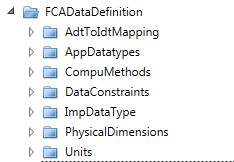 FCADataDefinition
AdtToIdtMapping
AppDatatypes
CompuMethods
DataConstraints
ImpDataType
PhysicalDimensions
Units